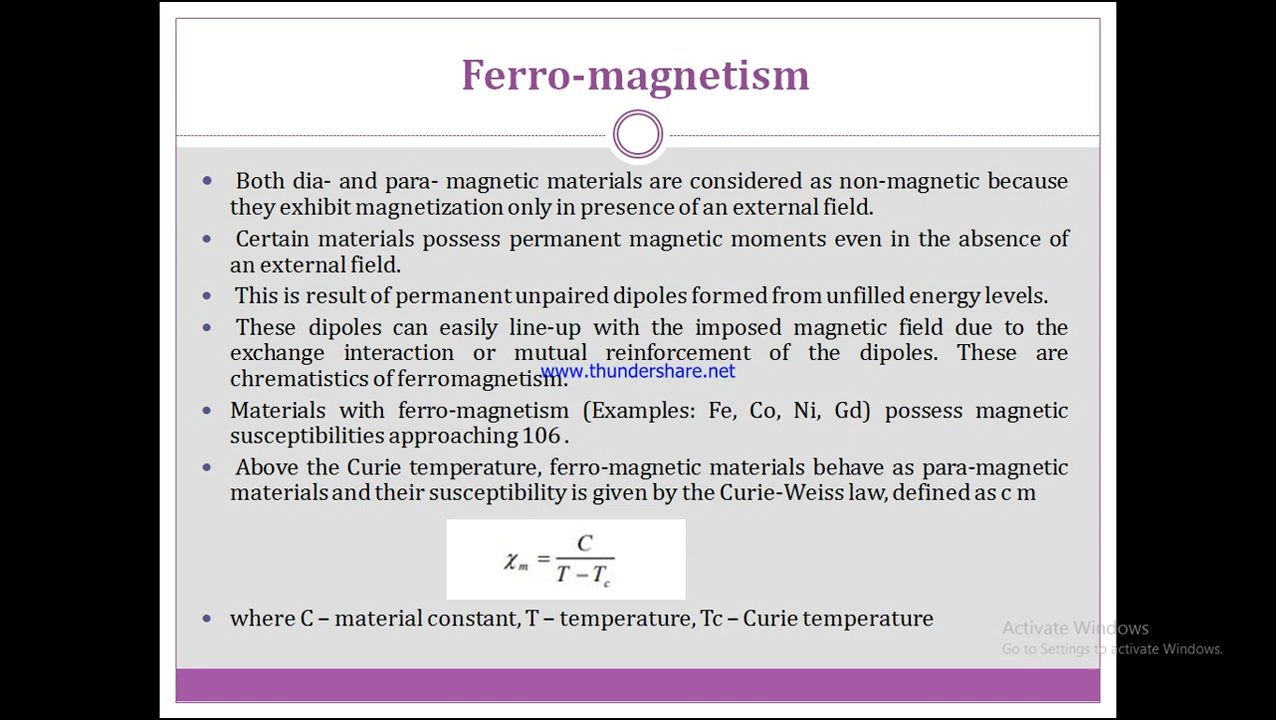 Ferro-magnetism
• Both dia- and para- magnetic materials are considered as non-magnetic because
they exhibit magnetization only in presence of an external field.
• Certain materials possess permanent magnetic moments even in the absence of
an external field.
• This is result of permanent unpaired dipoles formed from unfilled energy levels.
• These dipoles can easily line-up with the imposed magnetic field due to the
exchange interaction or mutual reinforcement of the dipoles. These are
chrematistics of ferromagnetism.
www.thundershare.net
• Materials with ferro-magnetism (Examples: Fe, Co, Ni, Gd) possess magnetic
susceptibilities approaching 106 .
• Above the Curie temperature, ferro-magnetic materials behave as para-magnetic
materials and their susceptibility is given by the Curie-Weiss law, defined as c m
χm = C / T – Tc
• where C – material constant, T – temperature, Tc – Curie temperature
Activate Windows
Go to Settings to activate Windows.